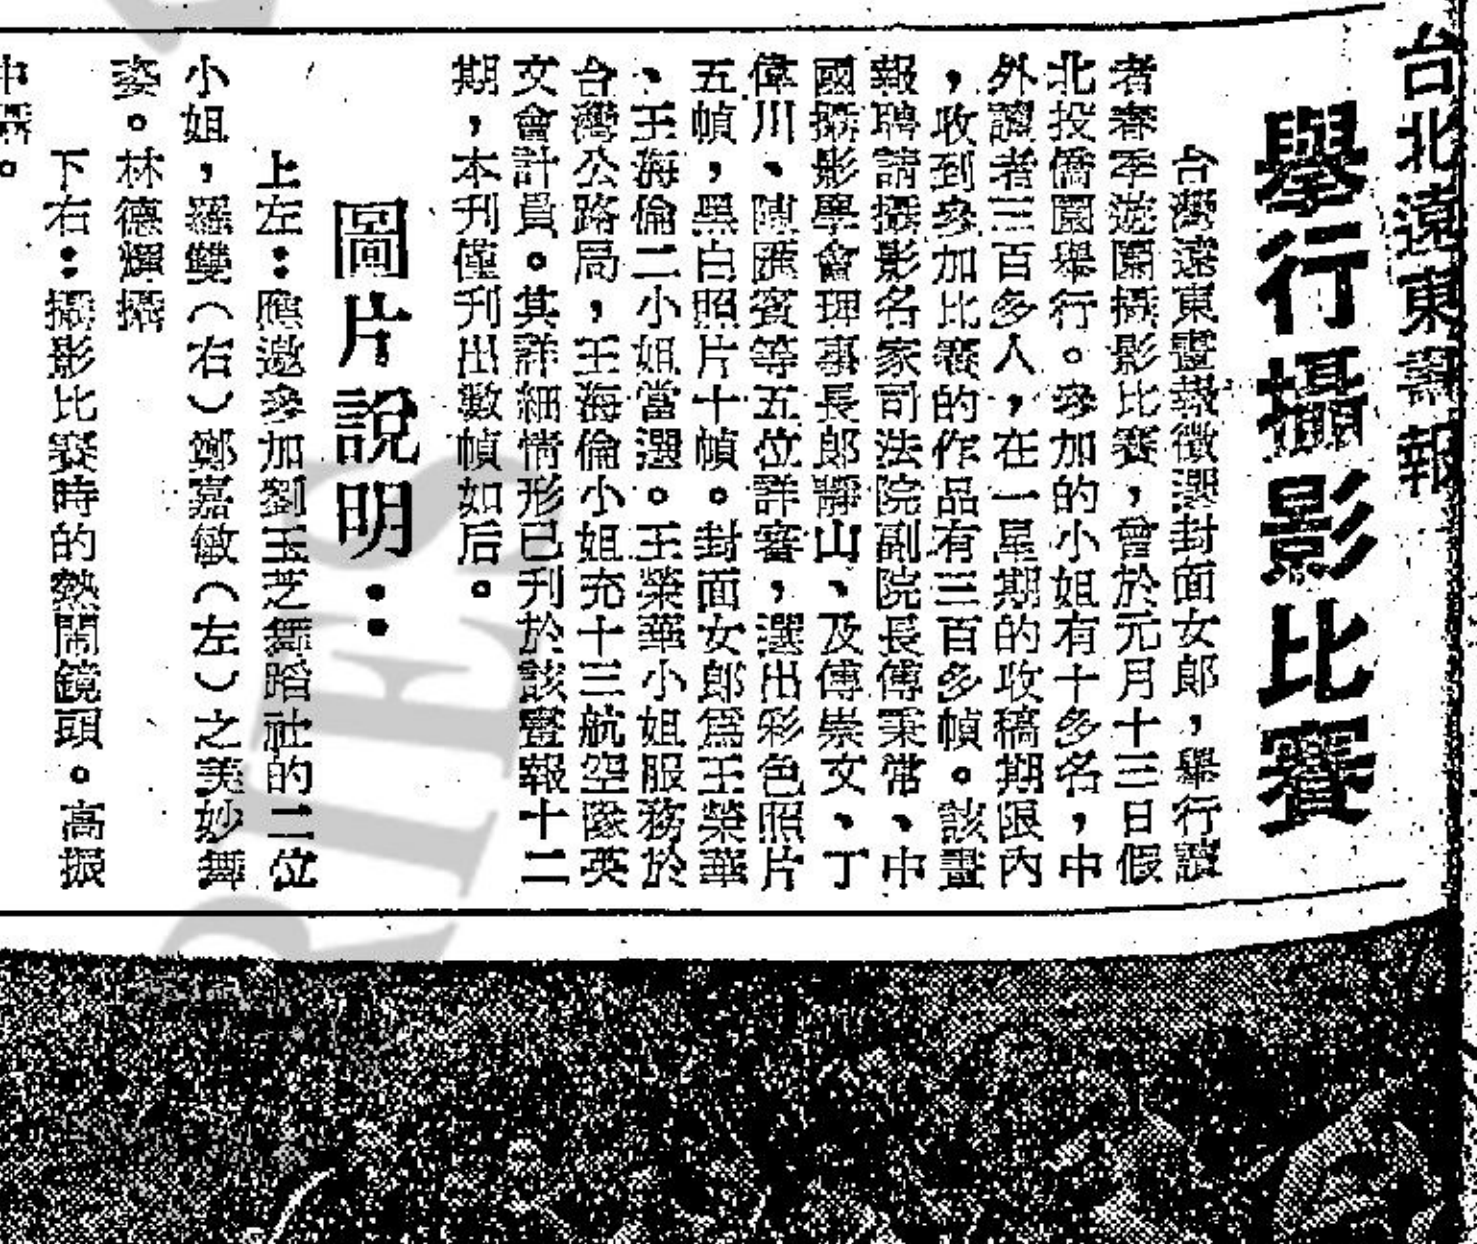 台北遠東畫報
舉行攝影比賽
台灣遠東畫報徵選封面女郎，舉行讀
者春季遊園攝影比賽，曾於元月十三日假
北投僑園舉行。參加的小姐有十多名，中
外讀者三百多人，在一星期的收稿期限內
，收到參加比賽的作品有三百多幀。該畫
報聘請攝影名家司法院副院長傅秉常、中
國攝影學會理事長郎靜山、及傅崇文、丁
偉川、陳匯賓等五位評審，選出彩色照片
五幀，黑白照片十幀。封面女郎為王榮華
、王海倫二小姐當選。王榮華小姐服務於
台灣公路局，王海倫小姐充十三航空隊英
文會計員。其詳細情形已刊於該畫報十二
期，本刊僅刊出數幀如后。
圖片說明：
上左：應邀參加劉玉芝舞蹈社的二位
小姐，羅雙（右）鄭嘉敏（左）之美妙舞
姿。林德輝攝
下右：攝影比賽時的熱鬧鏡頭。高振
中攝。
RIES